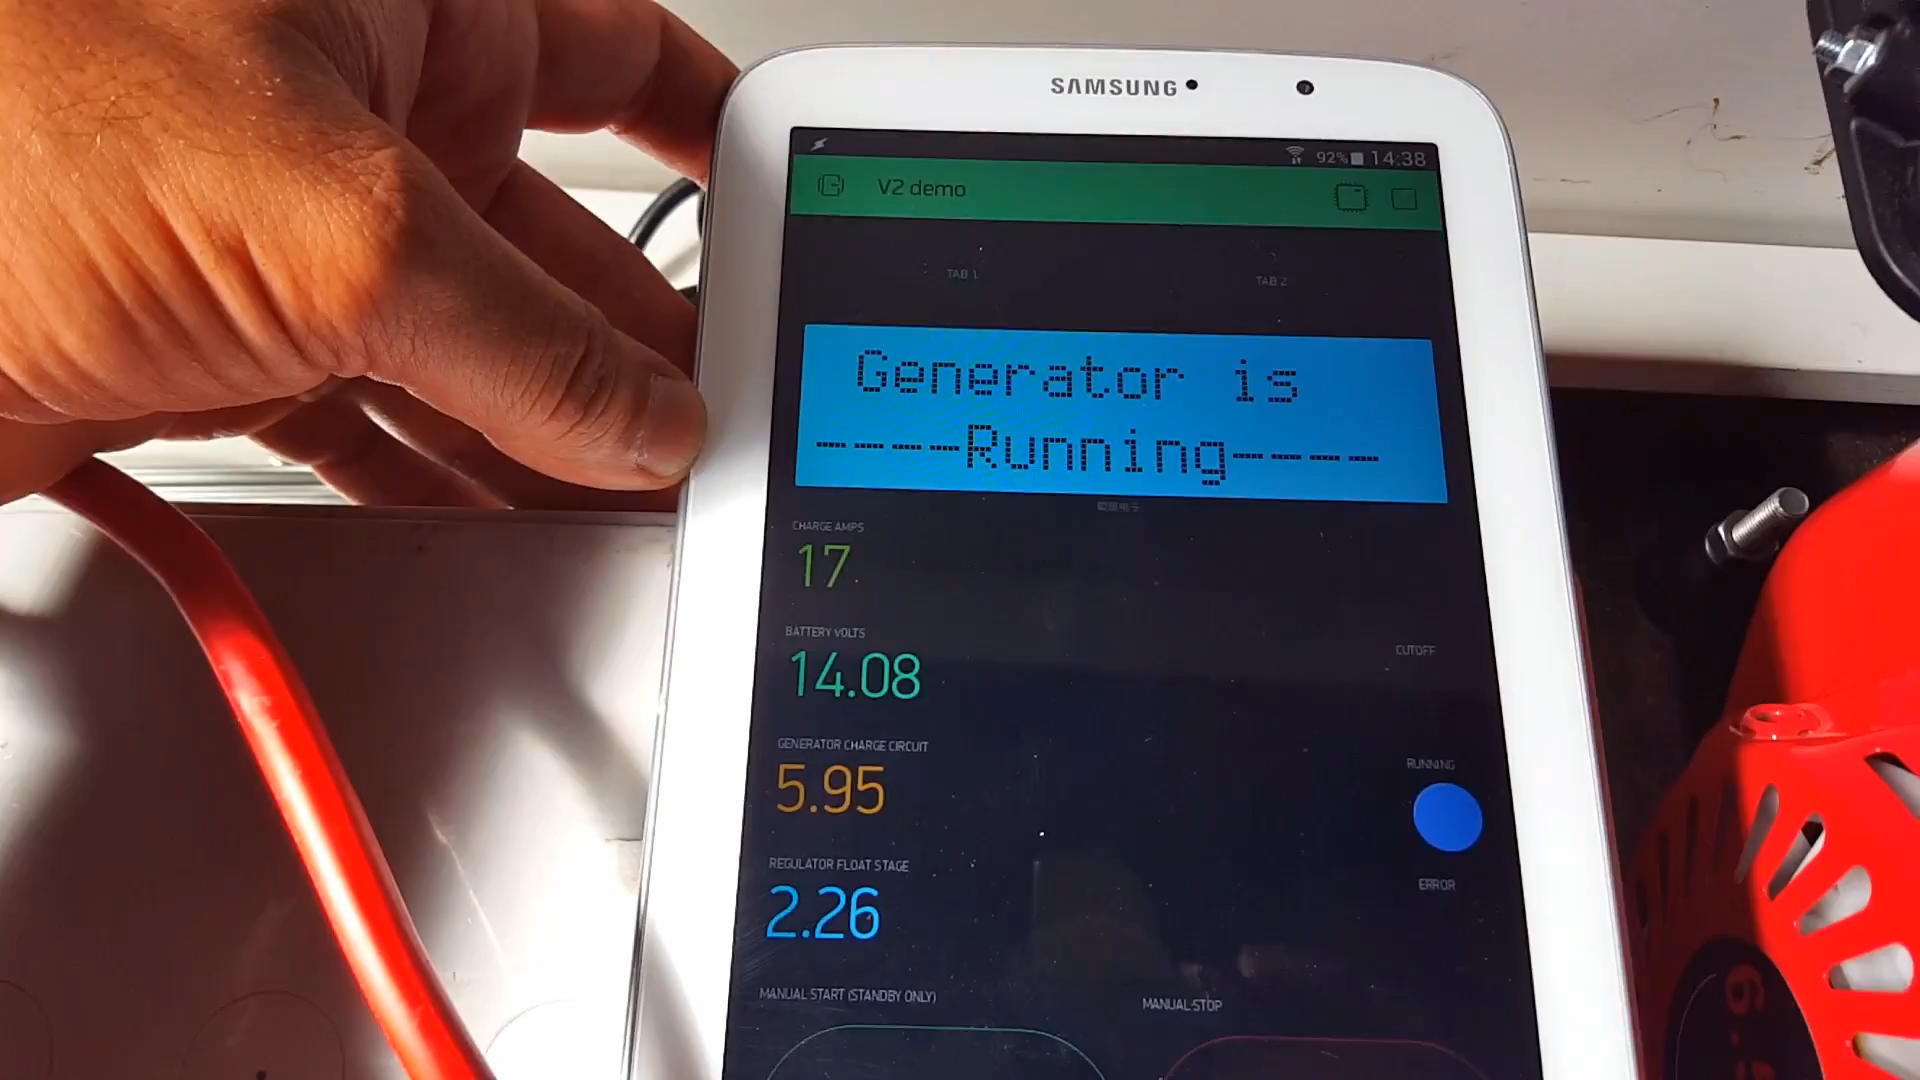 SAMSUNG
92% 14:38
V2 demo
TAB 1
TAB 2
Generator is
----Running----
CHARGE AMPS
17
BATTERY VOLTS
14.08
CUTOFF
GENERATOR CHARGE CIRCUIT
5.95
RUNNING
REGULATOR FLOAT STAGE
2.26
ERROR
MANUAL START (STANDBY ONLY)
MANUAL STOP